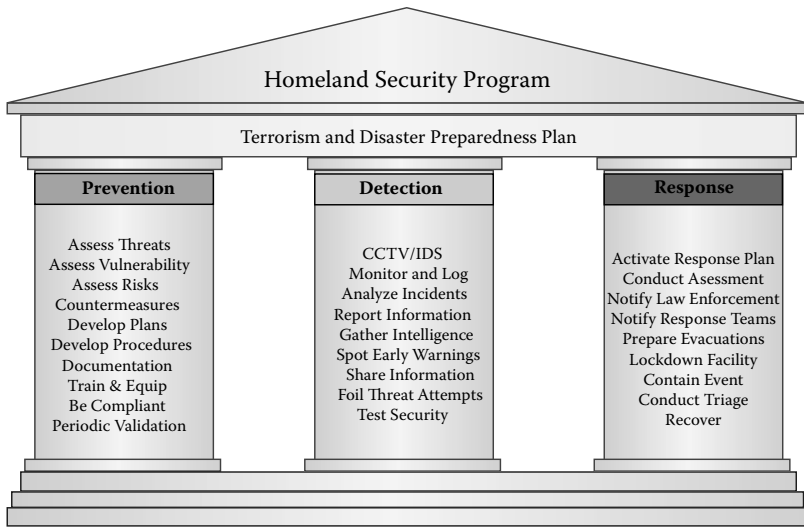 Homeland Security Program
Terrorism and Disaster Preparedness Plan
Prevention
Assess Threats
Assess Vulnerability
Assess Risks
Countermeasures
Develop Plans
Develop Procedures
Documentation
Train & Equip
Be Compliant
Periodic Validation
Detection
CCTV/IDS
Monitor and Log
Analyze Incidents
Report Information
Gather Intelligence
Spot Early Warnings
Share Information
Foil Threat Attempts
Test Security
Response
Activate Response Plan
Conduct Asessment
Notify Law Enforcement
Notify Response Teams
Prepare Evacuations
Lockdown Facility
Contain Event
Conduct Triage
Recover